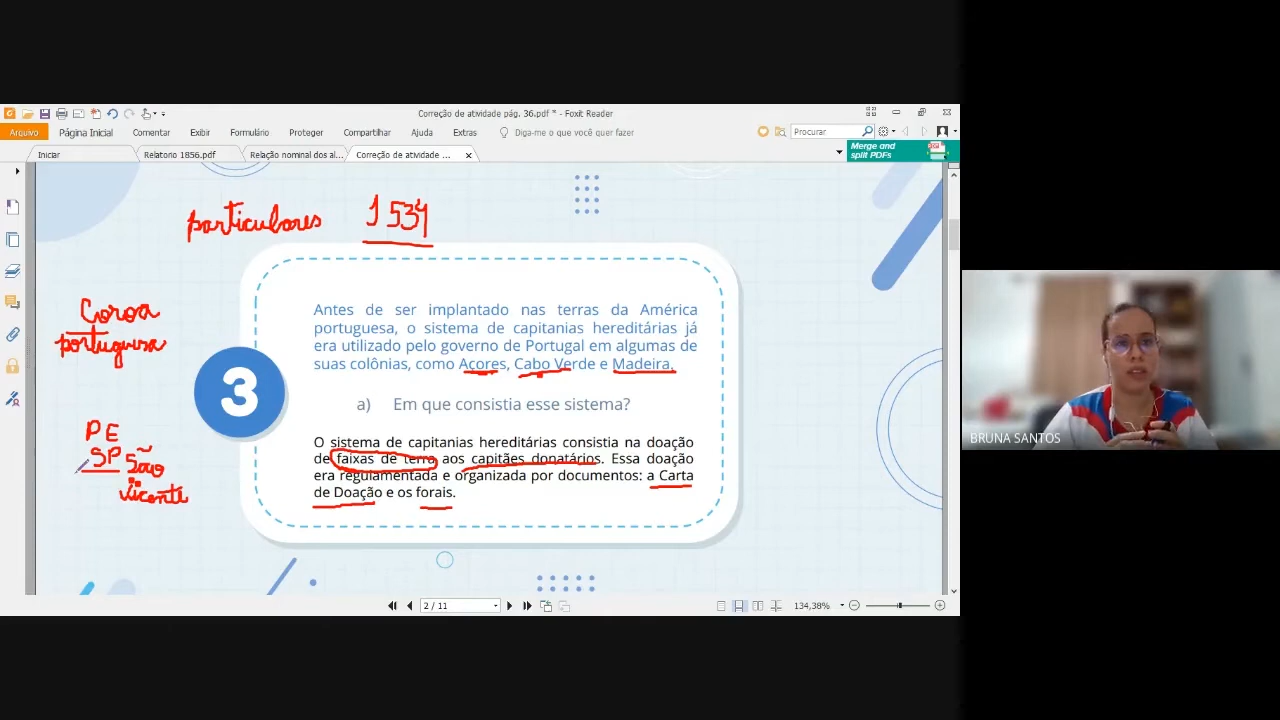 Correção de atividade pág. 36.pdf * - Foxit Reader
Arquivo Página Inicial Comentar Exibir Formulário Proteger Compartilhar Ajuda Extras Diga-me o que você quer fazer Procurar
Iniciar Relatorio 1856.pdf Relação nominal dos al... Correção de atividade ... Merge and
split PDFs
particulares 1534
Antes de ser implantado nas terras da América
portuguesa, o sistema de capitanias hereditárias já
era utilizado pelo governo de Portugal em algumas de
suas colônias, como Açores, Cabo Verde e Madeira.
Coroa
portuguesa
3
a) Em que consistia esse sistema?
O sistema de capitanias hereditárias consistia na doação
de faixas de terra aos capitães donatários. Essa doação
era regulamentada e organizada por documentos: a Carta
de Doação e os forais.
PE
SP São
Vicente
BRUNA SANTOS
2 / 11
134,38%